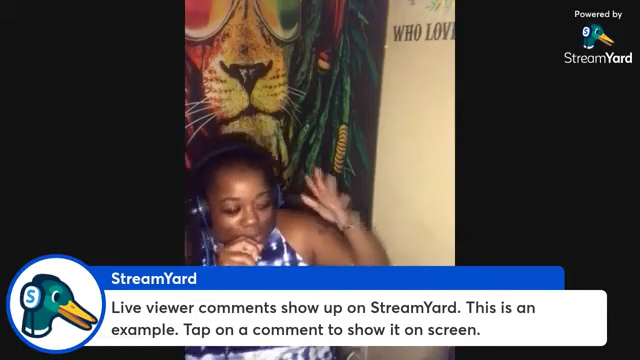 Powered by
StreamYard
WHO LOVE
StreamYard
Live viewer comments show up on StreamYard. This is an
example. Tap on a comment to show it on screen.